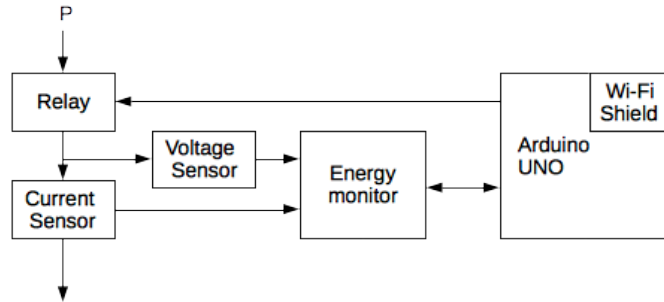 P
Relay
Wi-Fi
Shield
Voltage
Sensor
Arduino
UNO
Energy
monitor
Current
Sensor